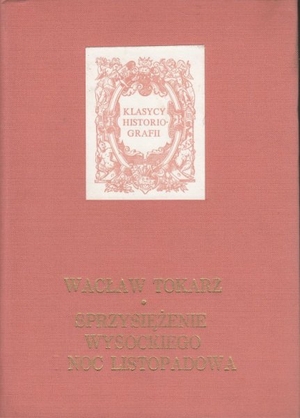 KLASYCY
HISTORIO-
GRAFII
WACŁAW TOKARZ
•
SPRZYSIĘŻENIE
WYSOCKIEGO
I NOC LISTOPADOWA